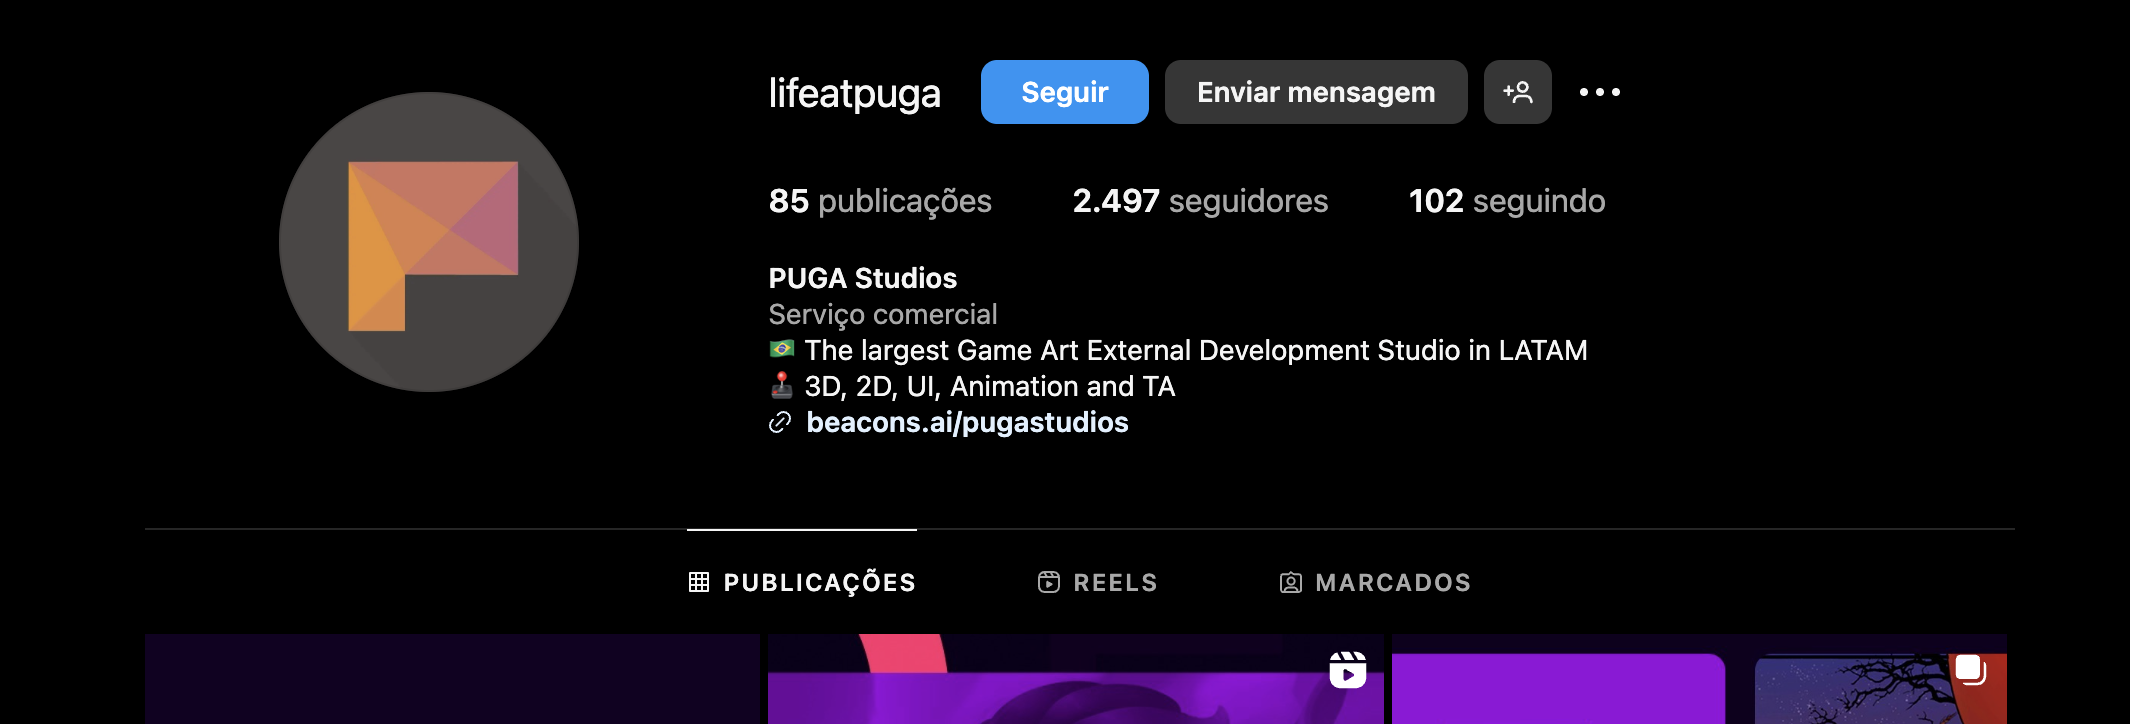 lifeatpuga Seguir Enviar mensagem
85 publicações 2.497 seguidores 102 seguindo
PUGA Studios
Serviço comercial
🇧🇷 The largest Game Art External Development Studio in LATAM
🕹️ 3D, 2D, UI, Animation and TA
beacons.ai/pugastudios
PUBLICAÇÕES REELS MARCADOS